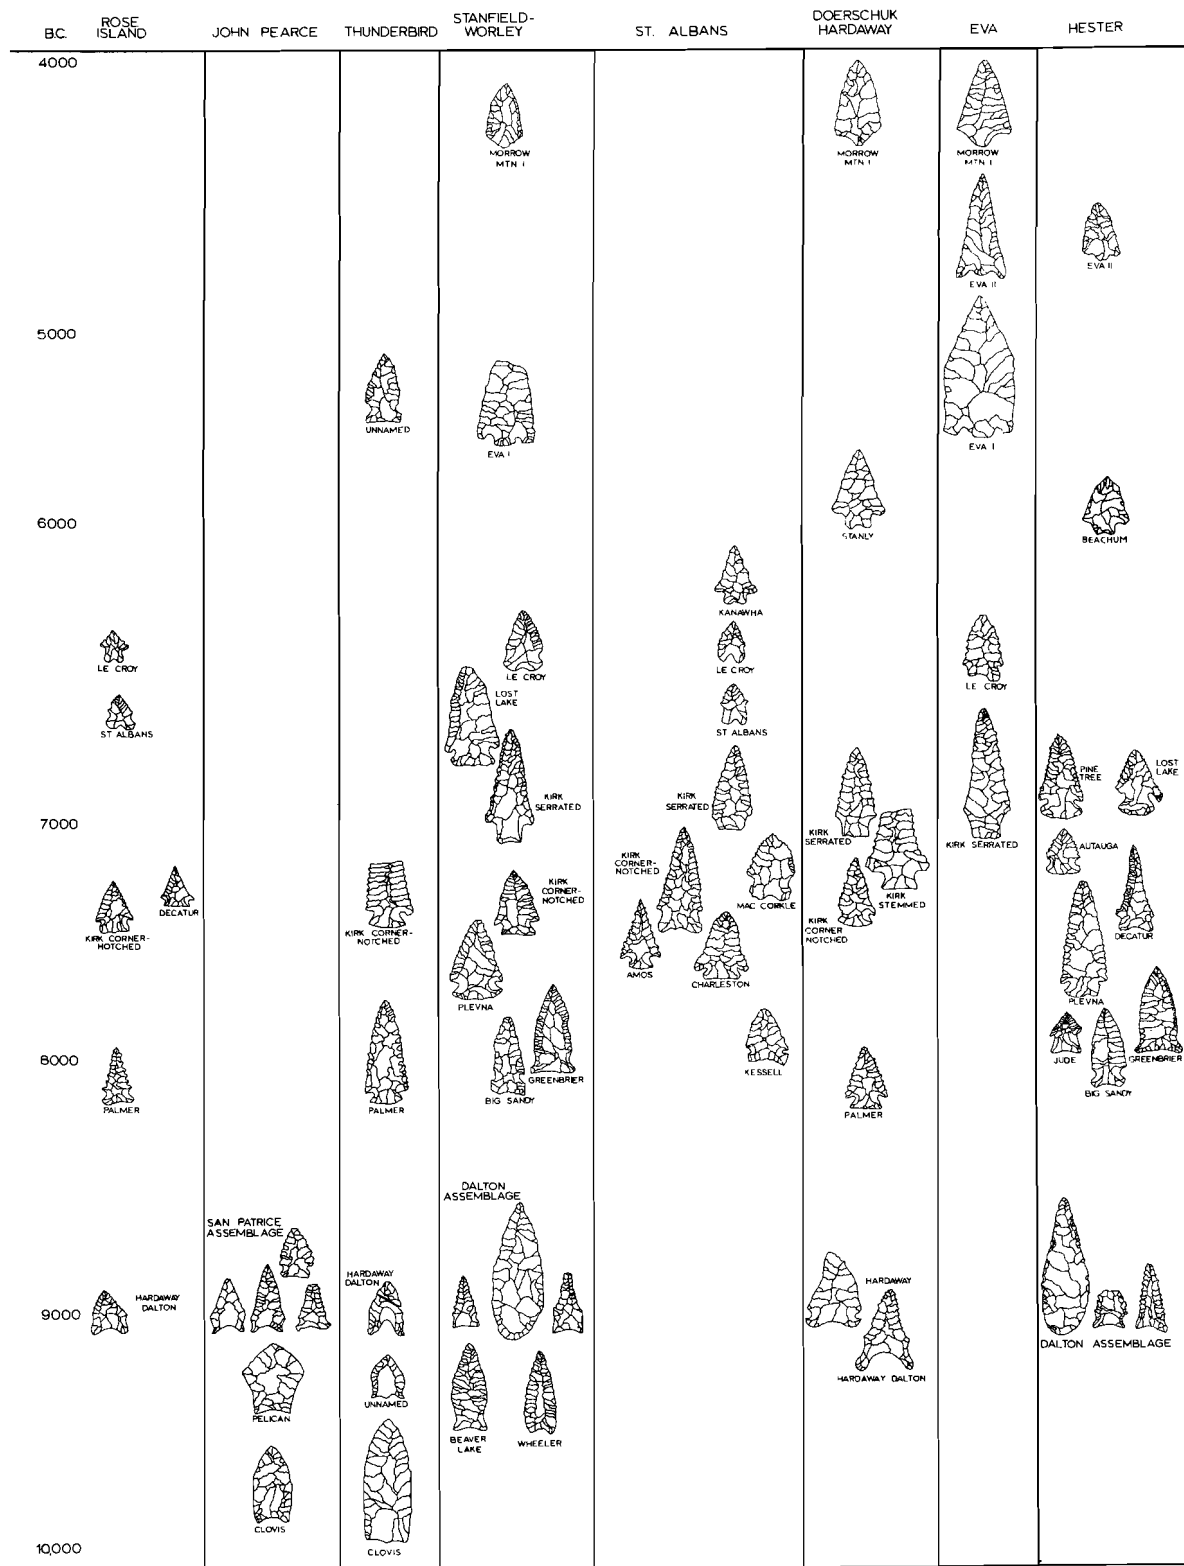 B.C.
ROSE
ISLAND
JOHN PEARCE
THUNDERBIRD
STANFIELD-
WORLEY
ST. ALBANS
DOERSCHUK
HARDAWAY
EVA
HESTER
4000
5000
6000
7000
8000
9000
10,000
LE CROY
ST ALBANS
DECATUR
KIRK CORNER-
NOTCHED
PALMER
HARDAWAY
DALTON
SAN PATRICE
ASSEMBLAGE
PELICAN
CLOVIS
UNNAMED
KIRK CORNER-
NOTCHED
PALMER
HARDAWAY
DALTON
UNNAMED
CLOVIS
MORROW
MTN I
EVA I
LE CROY
LOST
LAKE
KIRK
SERRATED
KIRK
CORNER-
NOTCHED
PLEVNA
GREENBRIER
BIG SANDY
DALTON
ASSEMBLAGE
BEAVER
LAKE
WHEELER
KANAWHA
LE CROY
ST ALBANS
KIRK
SERRATED
KIRK
CORNER-
NOTCHED
MAC CORKLE
AMOS
CHARLESTON
KESSELL
MORROW
MTN I
STANLY
KIRK
SERRATED
KIRK
STEMMED
KIRK
CORNER
NOTCHED
PALMER
HARDAWAY
HARDAWAY DALTON
MORROW
MTN I
EVA II
EVA I
LE CROY
KIRK SERRATED
EVA II
BEACHUM
PINE
TREE
LOST
LAKE
AUTAUGA
DECATUR
PLEVNA
JUDE
GREENBRIER
BIG SANDY
DALTON ASSEMBLAGE